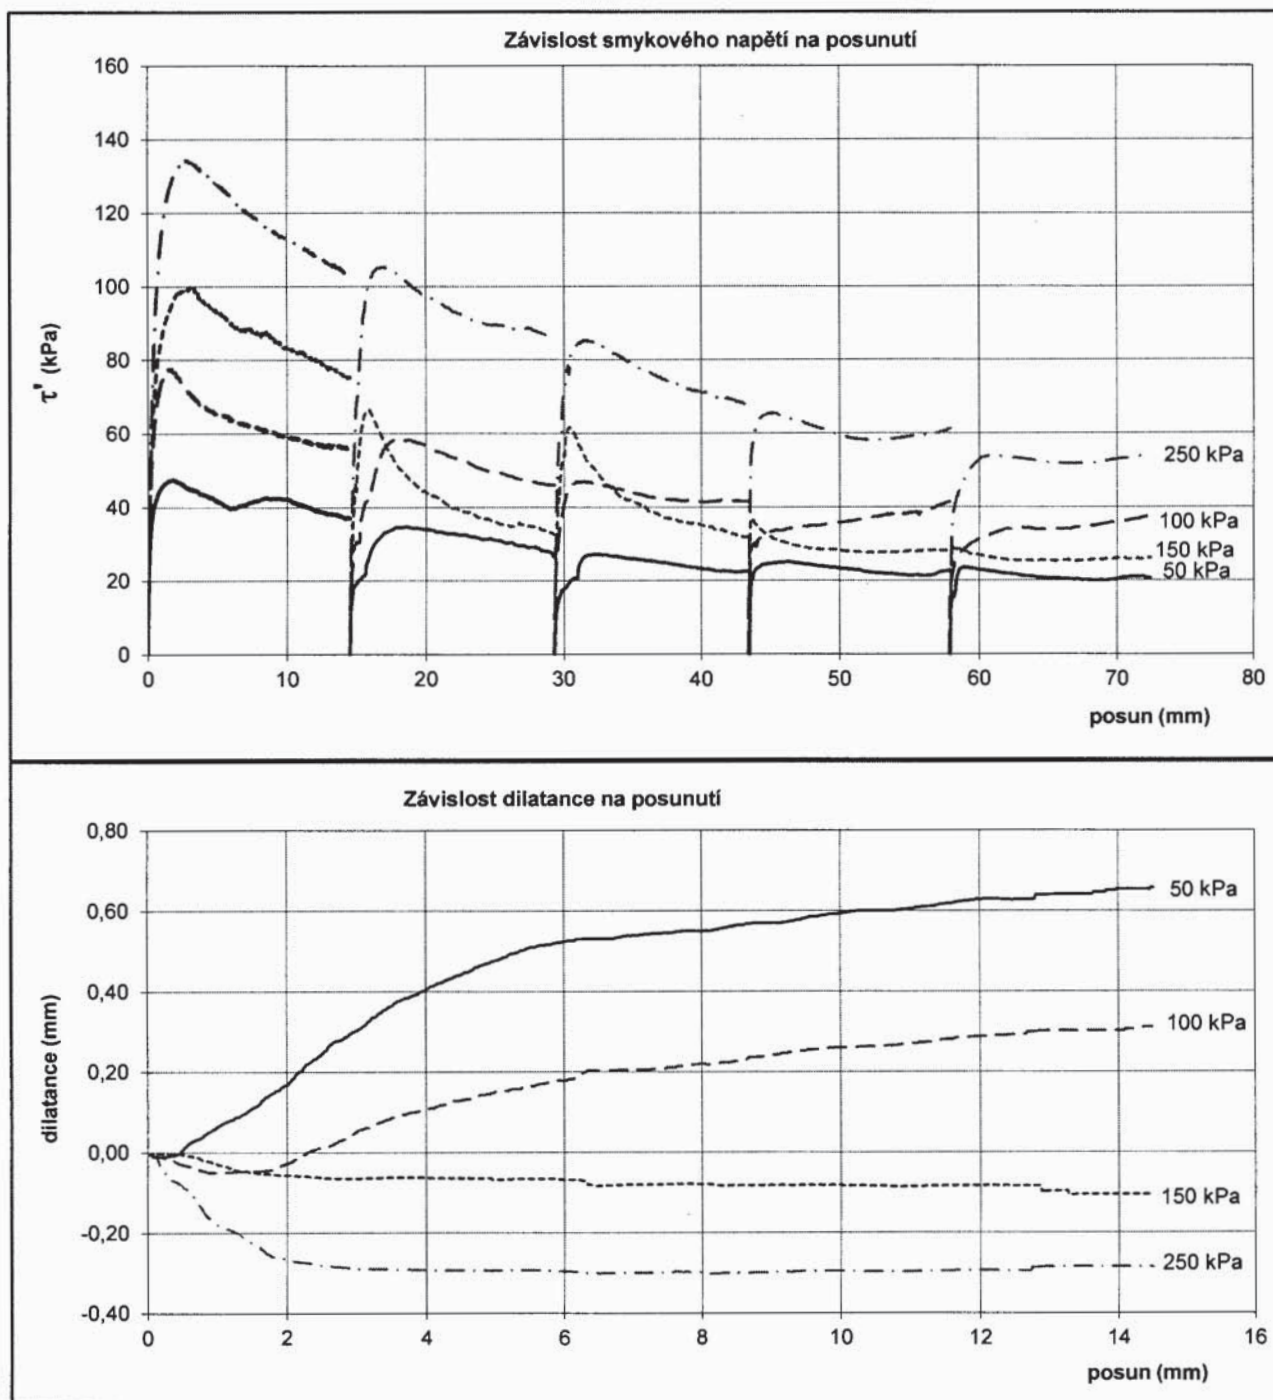 Závislost smykového napětí na posunutí
160
140
120
100
80
60
40
20
0
τ' (kPa)
250 kPa
100 kPa
150 kPa
50 kPa
0 10 20 30 40 50 60 70 80
posun (mm)
Závislost dilatance na posunutí
0,80
0,60
0,40
0,20
0,00
-0,20
-0,40
dilatance (mm)
50 kPa
100 kPa
150 kPa
250 kPa
0 2 4 6 8 10 12 14 16
posun (mm)